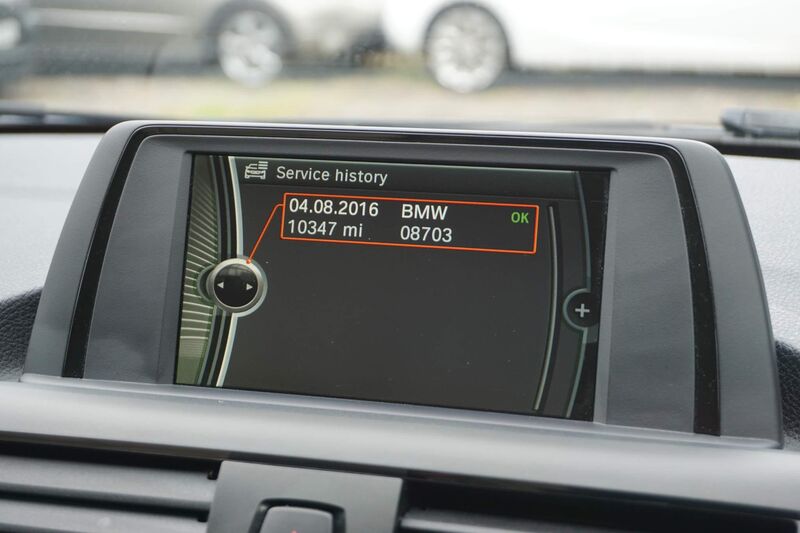 Service history
04.08.2016 BMW OK
10347 mi 08703
+